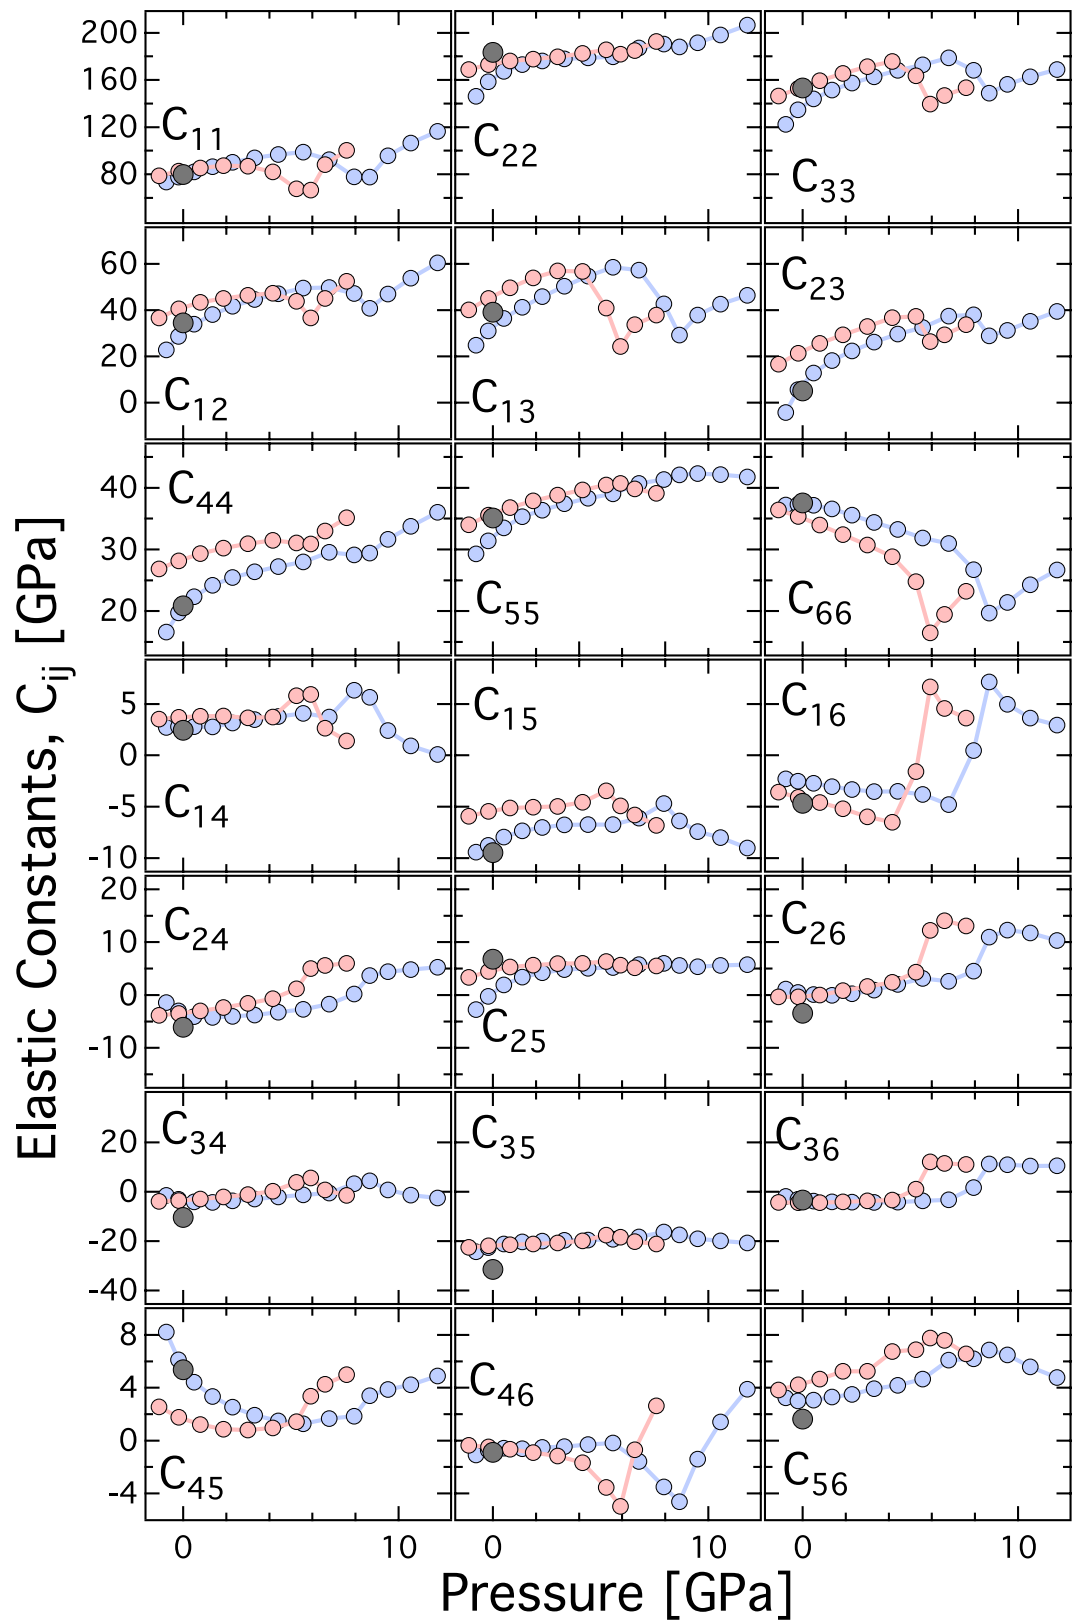 Elastic Constants, Cij [GPa]
200
160
120
80
C11
C22
C33
60
40
20
0
C12
C13
C23
40
30
20
C44
C55
C66
5
0
-5
-10
C14
C15
C16
20
10
0
-10
C24
C25
C26
20
0
-20
-40
C34
C35
C36
8
4
0
-4
C45
C46
C56
0 10 0 10 0 10
Pressure [GPa]